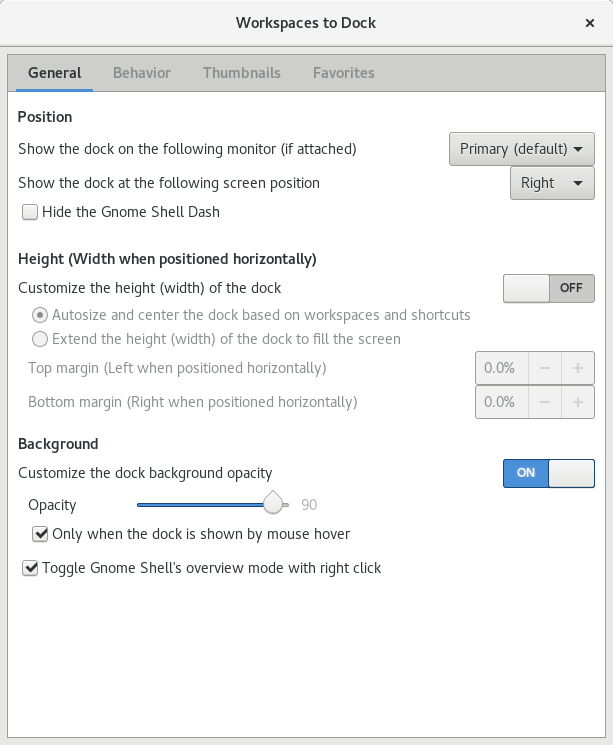 Workspaces to Dock
General Behavior Thumbnails Favorites
Position
Show the dock on the following monitor (if attached) Primary (default)
Show the dock at the following screen position Right
Hide the Gnome Shell Dash
Height (Width when positioned horizontally)
Customize the height (width) of the dock OFF
Autosize and center the dock based on workspaces and shortcuts
Extend the height (width) of the dock to fill the screen
Top margin (Left when positioned horizontally) 0.0%
Bottom margin (Right when positioned horizontally) 0.0%
Background
Customize the dock background opacity ON
Opacity 90
Only when the dock is shown by mouse hover
Toggle Gnome Shell's overview mode with right click